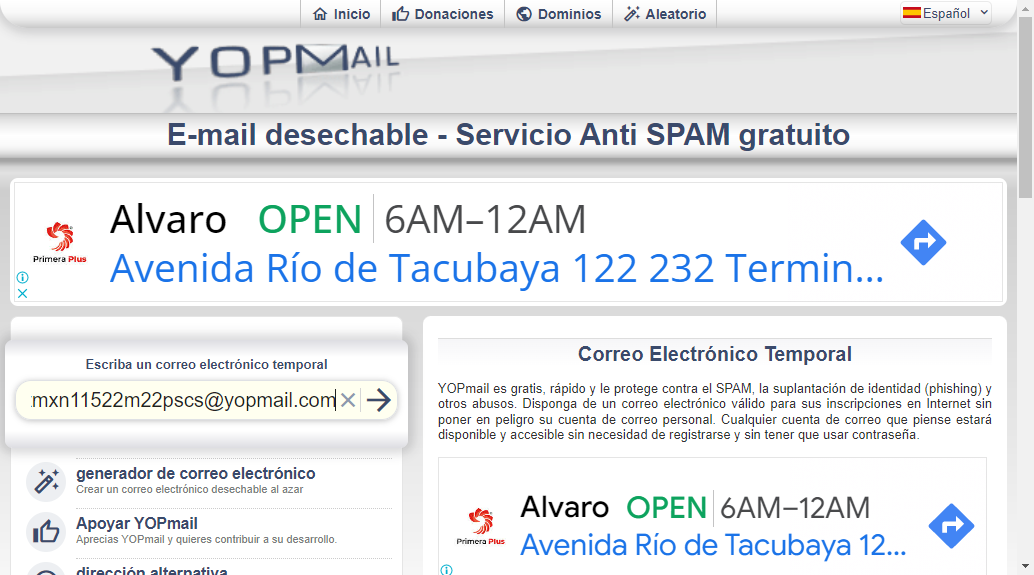 Inicio
Donaciones
Dominios
Aleatorio
Español
YOPMAIL
E-mail desechable - Servicio Anti SPAM gratuito
Alvaro OPEN 6AM–12AM
Primera Plus
Avenida Río de Tacubaya 122 232 Termin...
Escriba un correo electrónico temporal
mxn11522m22pscs@yopmail.com
generador de correo electrónico
Crear un correo electrónico desechable al azar
Apoyar YOPmail
Aprecias YOPmail y quieres contribuir a su desarrollo.
dirección alternativa
Correo Electrónico Temporal
YOPmail es gratis, rápido y le protege contra el SPAM, la suplantación de identidad (phishing) y
otros abusos. Disponga de un correo electrónico válido para sus inscripciones en Internet sin
poner en peligro su cuenta de correo personal. Cualquier cuenta de correo que piense estará
disponible y accesible sin necesidad de registrarse y sin tener que usar contraseña.
Alvaro OPEN 6AM–12AM
Primera Plus
Avenida Río de Tacubaya 12...